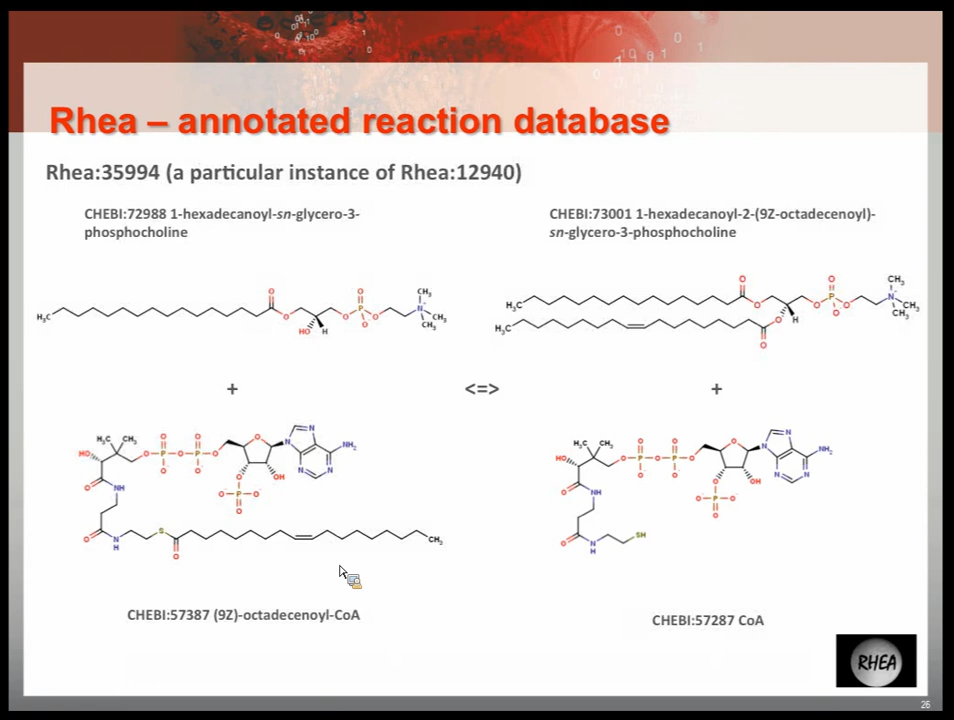 Rhea – annotated reaction database
Rhea:35994 (a particular instance of Rhea:12940)
CHEBI:72988 1-hexadecanoyl-sn-glycero-3-
phosphocholine
CHEBI:73001 1-hexadecanoyl-2-(9Z-octadecenoyl)-
sn-glycero-3-phosphocholine
+ <=> +
CHEBI:57387 (9Z)-octadecenoyl-CoA
CHEBI:57287 CoA
RHEA
26